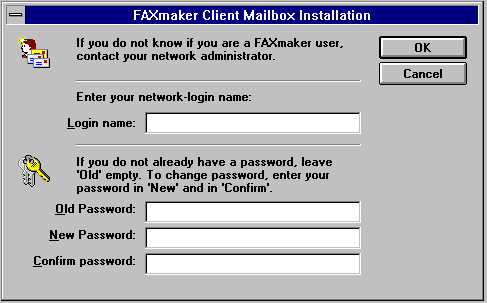 FAXmaker Client Mailbox Installation
If you do not know if you are a FAXmaker user,
contact your network administrator.
OK
Cancel
Enter your network-login name:
Login name:
If you do not already have a password, leave
'Old' empty. To change password, enter your
password in 'New' and in 'Confirm'.
Old Password:
New Password:
Confirm password: